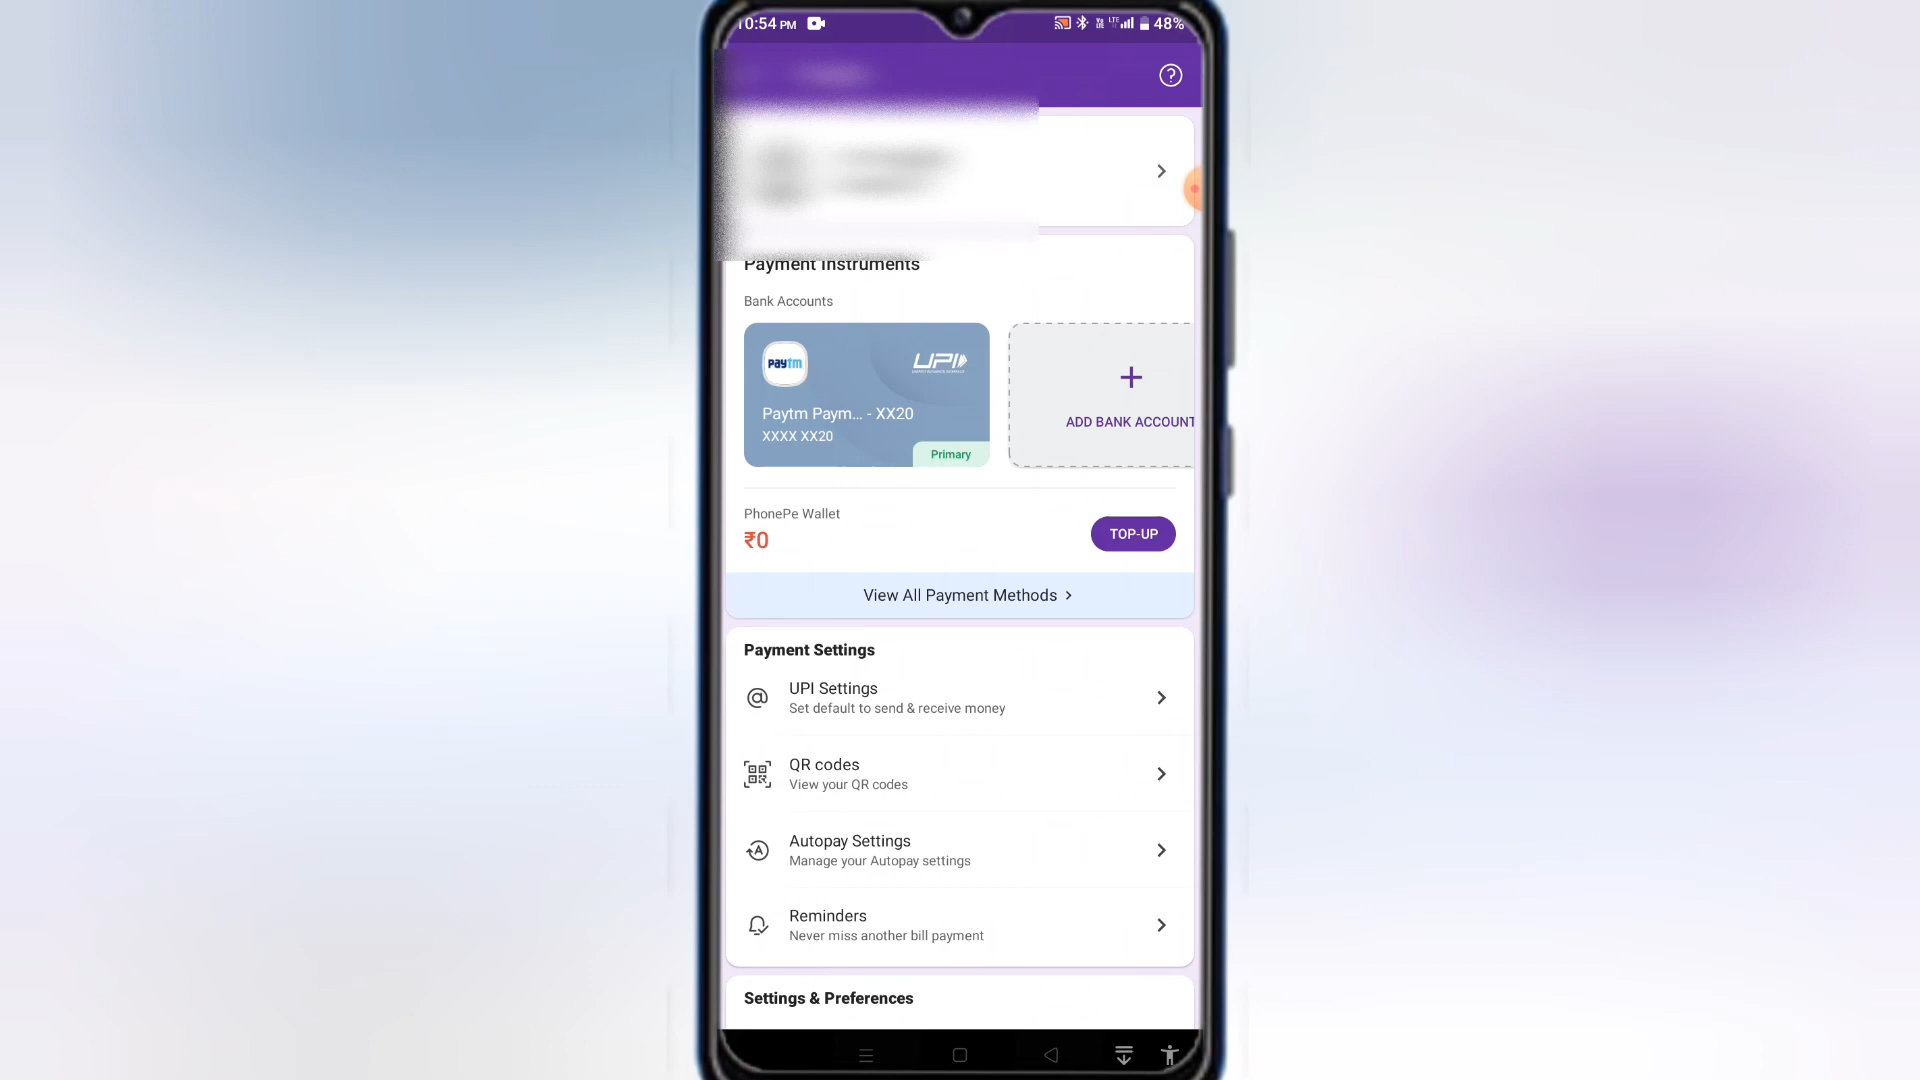 10:54 PM
48%
Payment Instruments
Bank Accounts
paytm
UPI
Paytm Paym... - XX20
XXXX XX20
Primary
+
ADD BANK ACCOUNT
PhonePe Wallet
₹0
TOP-UP
View All Payment Methods >
Payment Settings
UPI Settings
Set default to send & receive money
QR codes
View your QR codes
Autopay Settings
Manage your Autopay settings
Reminders
Never miss another bill payment
Settings & Preferences